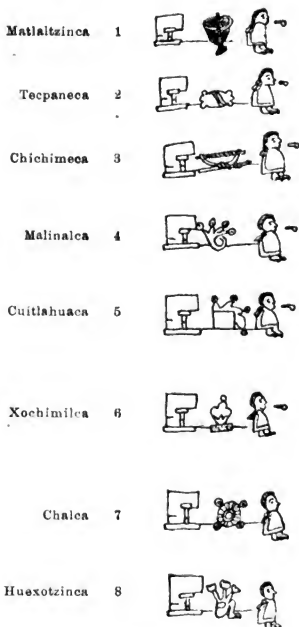 Matlaltzinca 1
Tecpaneca 2
Chichimeca 3
Malinalca 4
Cuitlahuaca 5
Xochimilca 6
Chalca 7
Huexotzinca 8